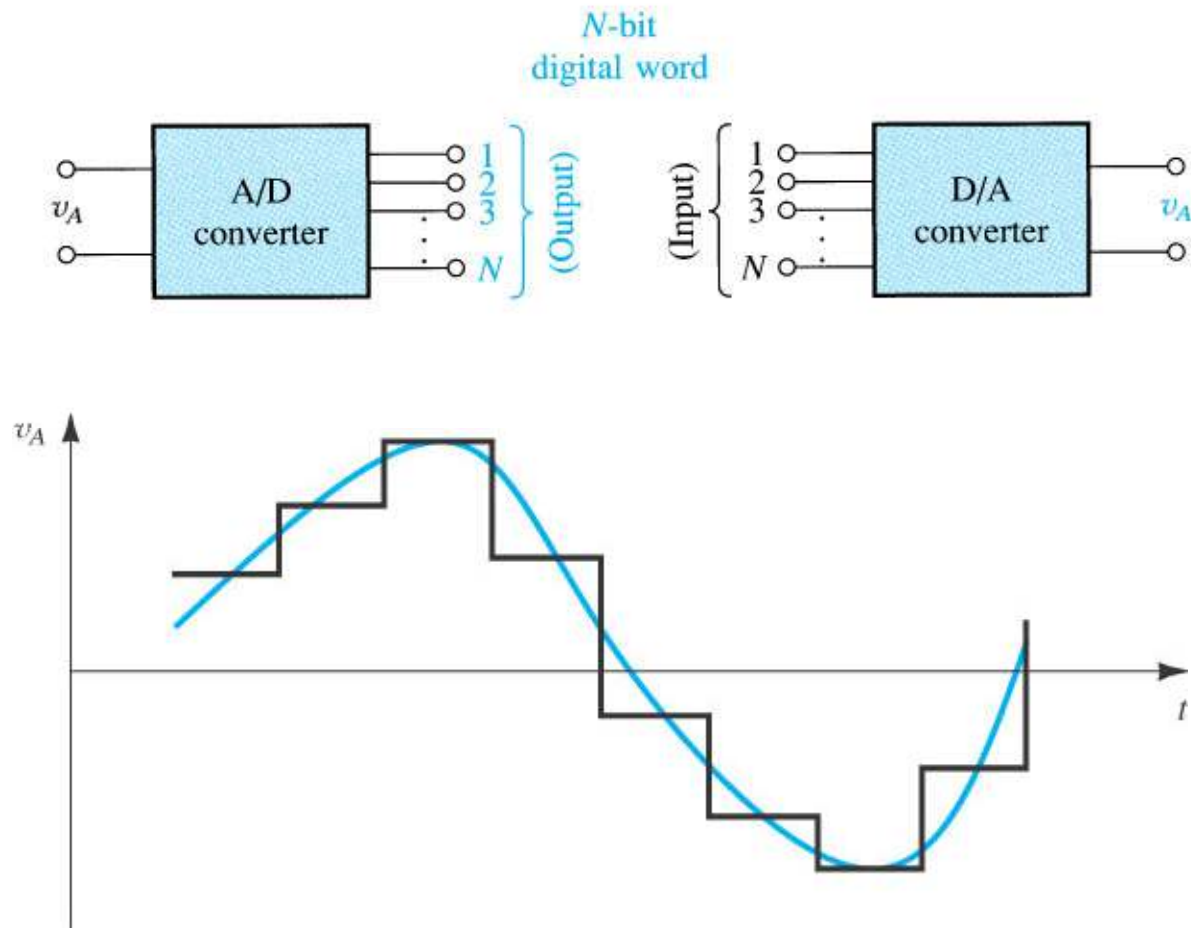 N-bit
digital word
v_A
A/D
converter
1
2
3
N
(Output)
(Input)
1
2
3
N
D/A
converter
v_A
v_A
t